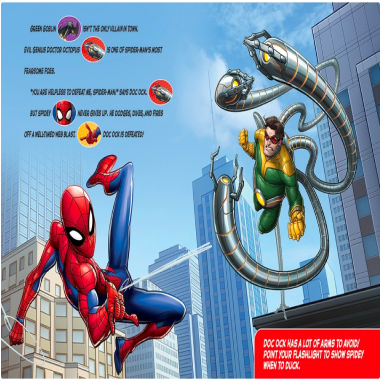 GREEN GOBLIN ISN'T THE ONLY VILLAIN IN TOWN.
EVIL GENIUS DOCTOR OCTOPUS IS ONE OF SPIDER-MAN'S MOST
FEARSOME FOES.
"YOU ARE HELPLESS TO DEFEAT ME, SPIDER-MAN!" SAYS DOC OCK.
BUT SPIDEY NEVER GIVES UP. HE DODGES, DIVES, AND FIRES
OFF A WELL-TIMED WEB BLAST. DOC OCK IS DEFEATED!
DOC OCK HAS A LOT OF ARMS TO AVOID!
POINT YOUR FLASHLIGHT TO SHOW SPIDEY
WHEN TO DUCK.